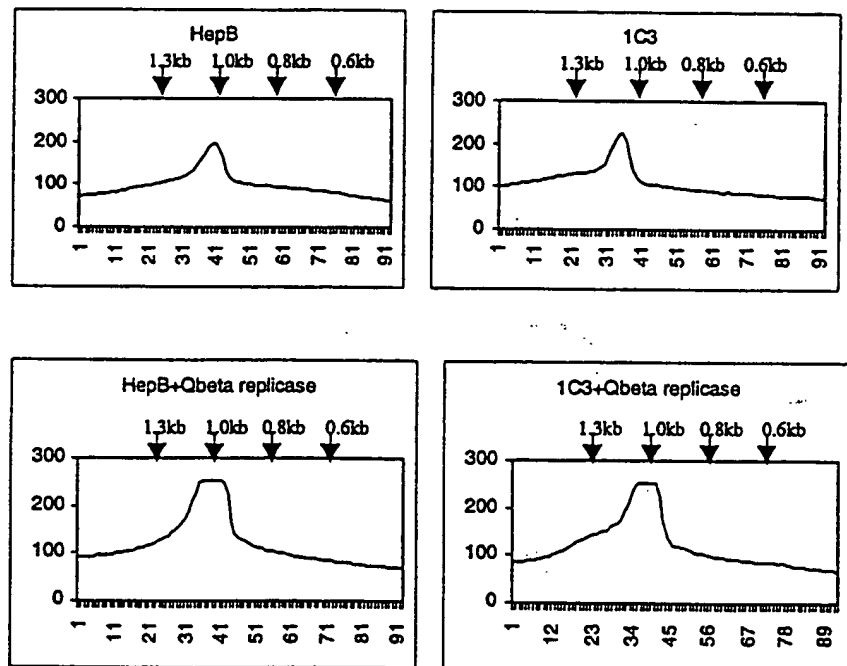 HepB
1.3kb 1.0kb 0.8kb 0.6kb
300
200
100
0
1 11 21 31 41 51 61 71 81 91
1C3
1.3kb 1.0kb 0.8kb 0.6kb
300
200
100
0
1 11 21 31 41 51 61 71 81 91
HepB+Qbeta replicase
1.3kb 1.0kb 0.8kb 0.6kb
300
200
100
0
1 11 21 31 41 51 61 71 81 91
1C3+Qbeta replicase
1.3kb 1.0kb 0.8kb 0.6kb
300
200
100
0
1 12 23 34 45 56 67 78 89